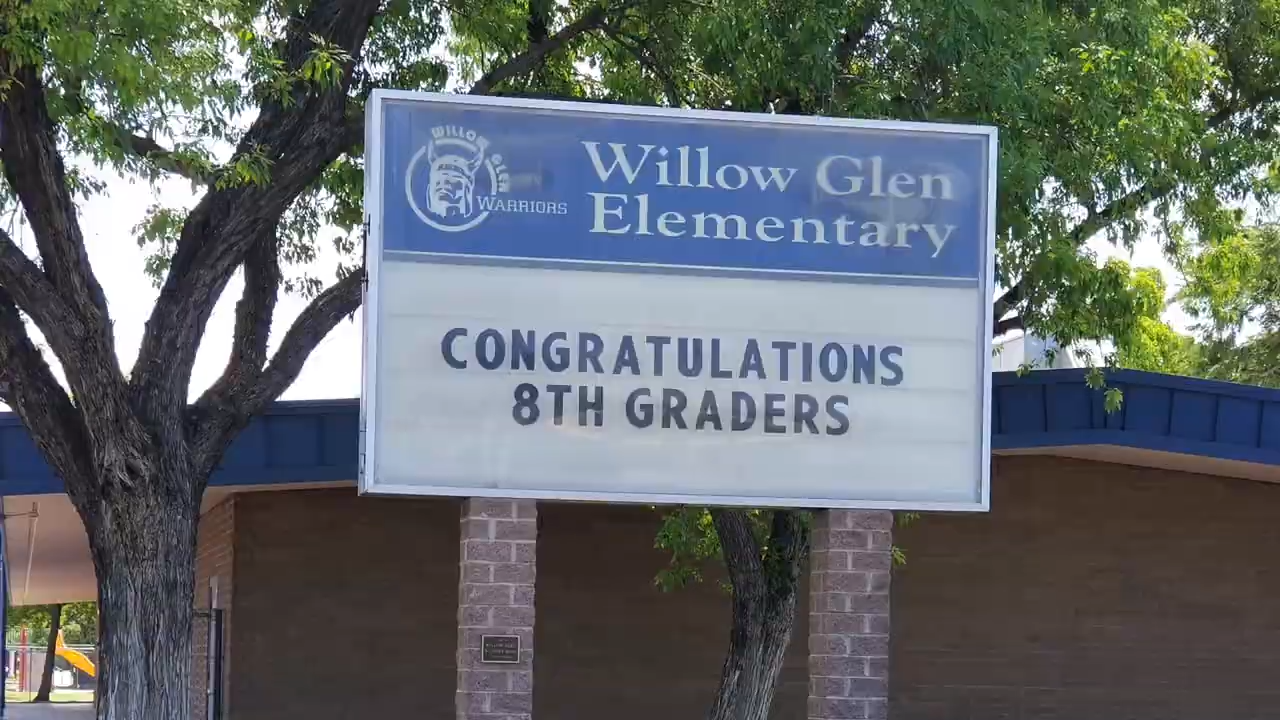 WILLOW GLEN
WARRIORS
Willow Glen
Elementary
CONGRATULATIONS
8TH GRADERS